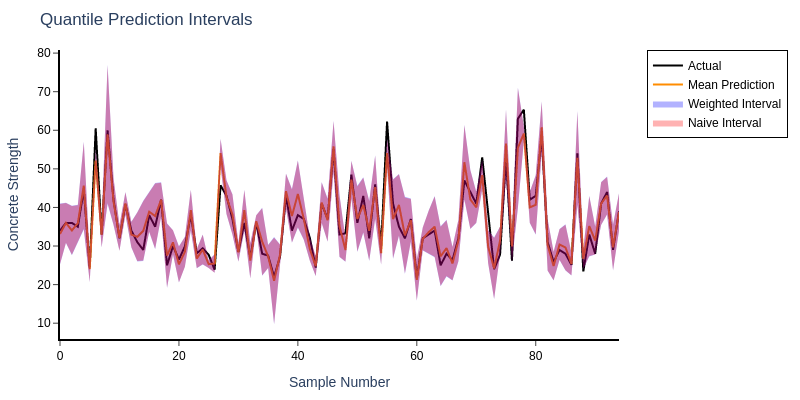 Quantile Prediction Intervals
80
70
60
50
40
30
20
10
0
20
40
60
80
Concrete Strength
Sample Number
Actual
Mean Prediction
Weighted Interval
Naive Interval